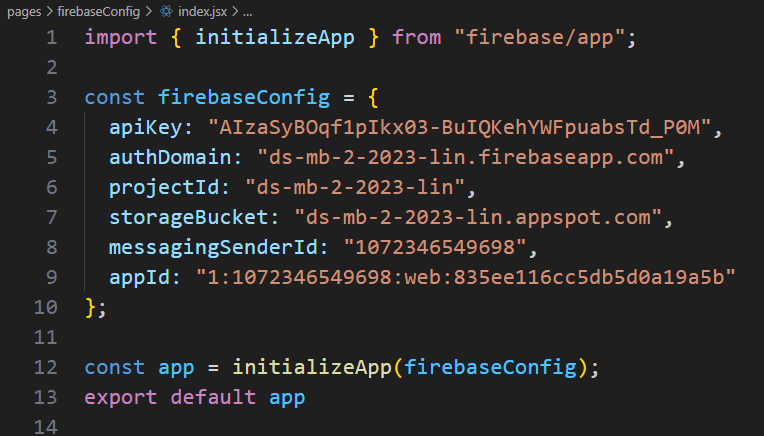 pages > firebaseConfig > index.jsx > ...
1 import { initializeApp } from "firebase/app";
2
3 const firebaseConfig = {
4 apiKey: "AIzaSyBOqf1pIkx03-BuIQKehYWFpuabsTd_P0M",
5 authDomain: "ds-mb-2-2023-lin.firebaseapp.com",
6 projectId: "ds-mb-2-2023-lin",
7 storageBucket: "ds-mb-2-2023-lin.appspot.com",
8 messagingSenderId: "1072346549698",
9 appId: "1:1072346549698:web:835ee116cc5db5d0a19a5b"
10 };
11
12 const app = initializeApp(firebaseConfig);
13 export default app
14